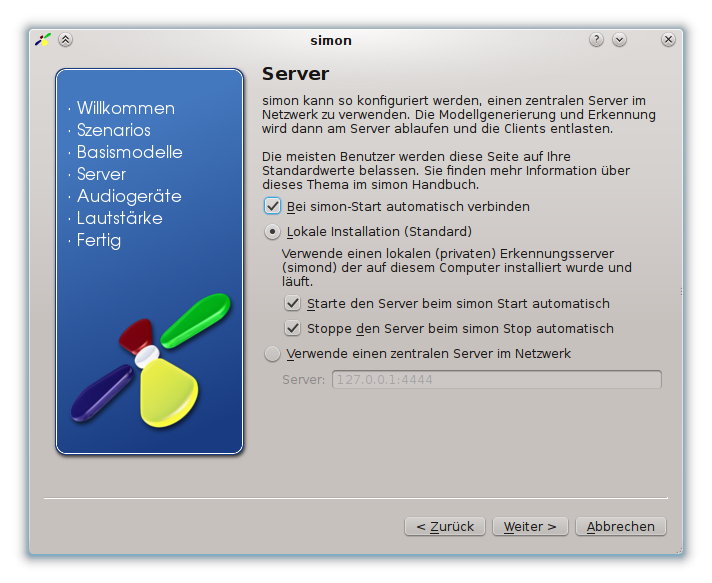 simon
· Willkommen
· Szenarios
· Basismodelle
· Server
· Audiogeräte
· Lautstärke
· Fertig
Server
simon kann so konfiguriert werden, einen zentralen Server im
Netzwerk zu verwenden. Die Modellgenerierung und Erkennung
wird dann am Server ablaufen und die Clients entlasten.
Die meisten Benutzer werden diese Seite auf Ihre
Standardwerte belassen. Sie finden mehr Information über
dieses Thema im simon Handbuch.
Bei simon-Start automatisch verbinden
Lokale Installation (Standard)
Verwende einen lokalen (privaten) Erkennungsserver
(simond) der auf diesem Computer installiert wurde und
läuft.
Starte den Server beim simon Start automatisch
Stoppe den Server beim simon Stop automatisch
Verwende einen zentralen Server im Netzwerk
Server: 127.0.0.1:4444
< Zurück
Weiter >
Abbrechen